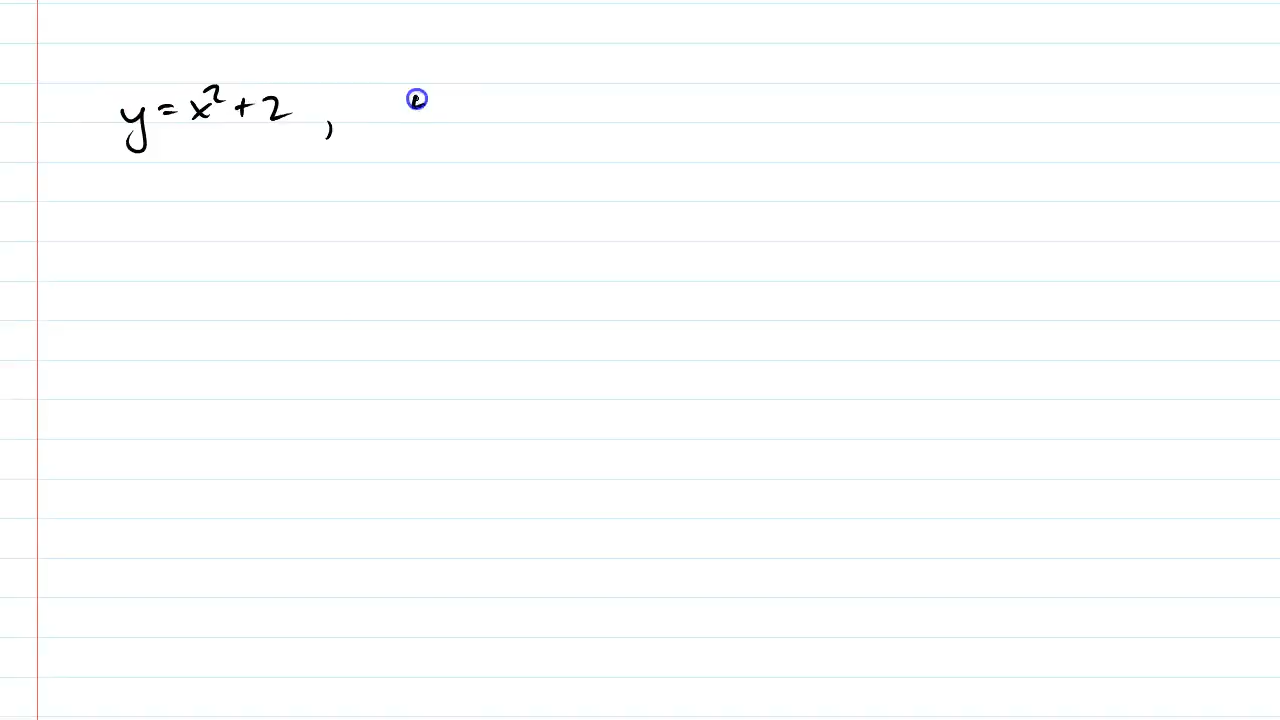 y = x² + 2 ,